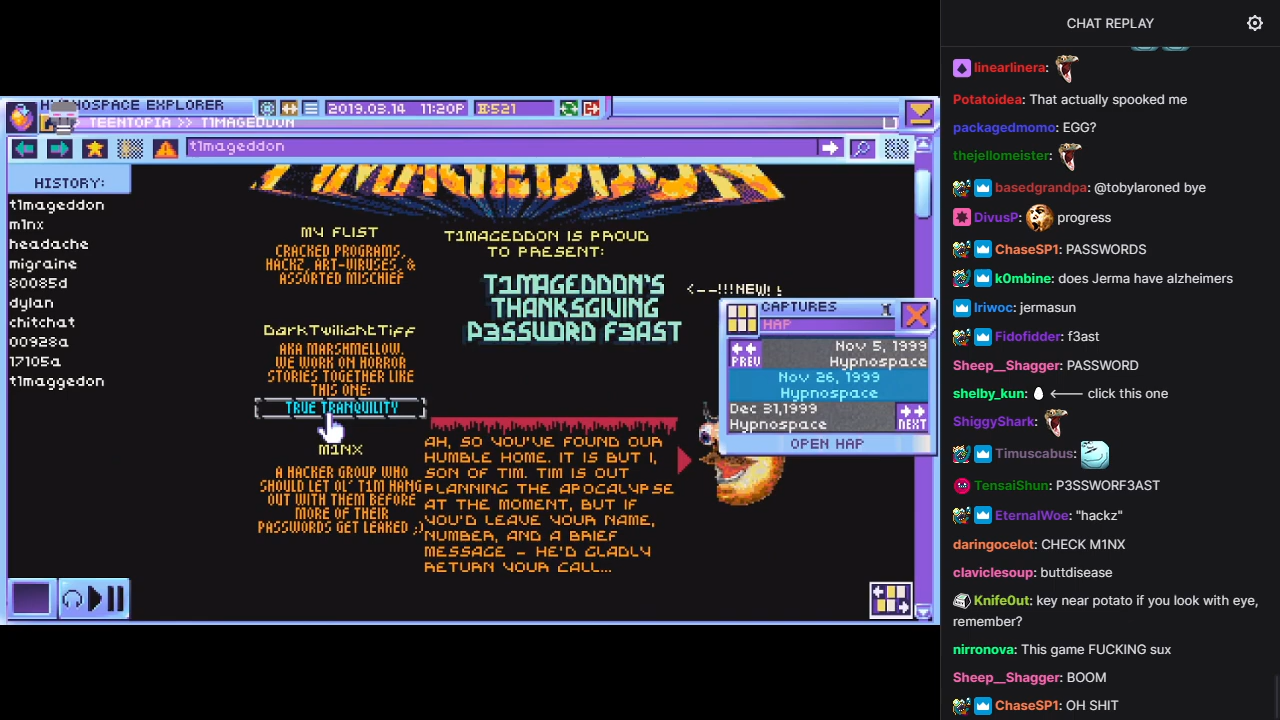 HYPNOSPACE EXPLORER
2019.03.14 11:20P
521
TEENTOPIA >> T1MAGEDDON
t1mageddon
HISTORY:
t1mageddon
m1nx
headache
migraine
80085d
dylan
chitchat
00928a
17105a
t1maggedon
T1MAGEDDON
MY FLIST
CRACKED PROGRAMS,
HACKZ, ART-VIRUSES, &
ASSORTED MISCHIEF
DarkTwilightTiff
AKA MARSHMELLOW.
WE WORK ON HORROR
STORIES TOGETHER LIKE
THIS ONE:
TRUE TRANQUILITY
M1NX
A HACKER GROUP WHO
SHOULD LET OL' T1M HANG
OUT WITH THEM BEFORE
MORE OF THEIR
PASSWORDS GET LEAKED ;)
T1MAGEDDON IS PROUD
TO PRESENT:
T1MAGEDDON'S
THANKSGIVING
P3SSW0RD F3AST
<--!!!NEW!!
AH, SO YOU'VE FOUND OUR
HUMBLE HOME. IT IS BUT I,
SON OF TIM. TIM IS OUT
PLANNING THE APOCALYPSE
AT THE MOMENT, BUT IF
YOU'D LEAVE YOUR NAME,
NUMBER, AND A BRIEF
MESSAGE - HE'D GLADLY
RETURN YOUR CALL...
CAPTURES
HAP
PREV
Nov 5, 1999
Hypnospace
Nov 26, 1999
Hypnospace
Dec 31,1999
Hypnospace
NEXT
OPEN HAP
CHAT REPLAY
linearlinera:
Potatoidea: That actually spooked me
packagedmomo: EGG?
thejellomeister:
basedgrandpa: @tobylaroned bye
DivusP: progress
ChaseSP1: PASSWORDS
k0mbine: does Jerma have alzheimers
Iriwoc: jermasun
Fidofidder: f3ast
Sheep__Shagger: PASSWORD
shelby_kun: <---- click this one
ShiggyShark:
Timuscabus:
TensaiShun: P3SSWORF3AST
EternalWoe: "hackz"
daringocelot: CHECK M1NX
claviclesoup: buttdisease
Knife0ut: key near potato if you look with eye,
remember?
nirronova: This game FUCKING sux
Sheep__Shagger: BOOM
ChaseSP1: OH SHIT